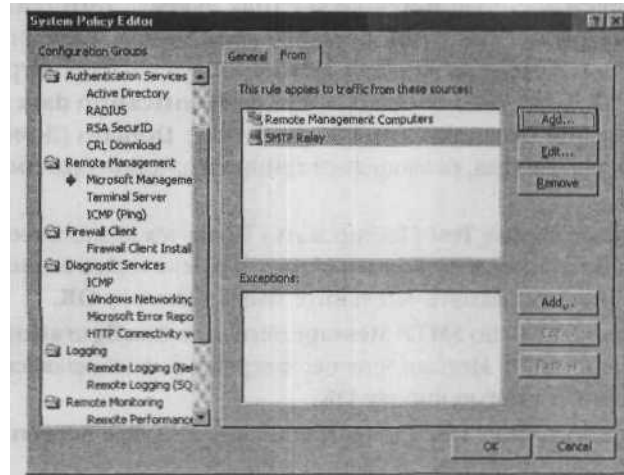 System Policy Editor
Configuration Groups
Authentication Services
Active Directory
RADIUS
RSA SecurID
CRL Download
Remote Management
Microsoft Manageme
Terminal Server
ICMP (Ping)
Firewall Client
Firewall Client Install
Diagnostic Services
ICMP
Windows Networking
Microsoft Error Repo
HTTP Connectivity v
Logging
Remote Logging (Net
Remote Logging (SQ
Remote Monitoring
Remote Performance
General
From
This rule applies to traffic from these sources:
Remote Management Computers
SMTP Relay
Add...
Edit...
Remove
Exceptions:
Add...
OK
Cancel